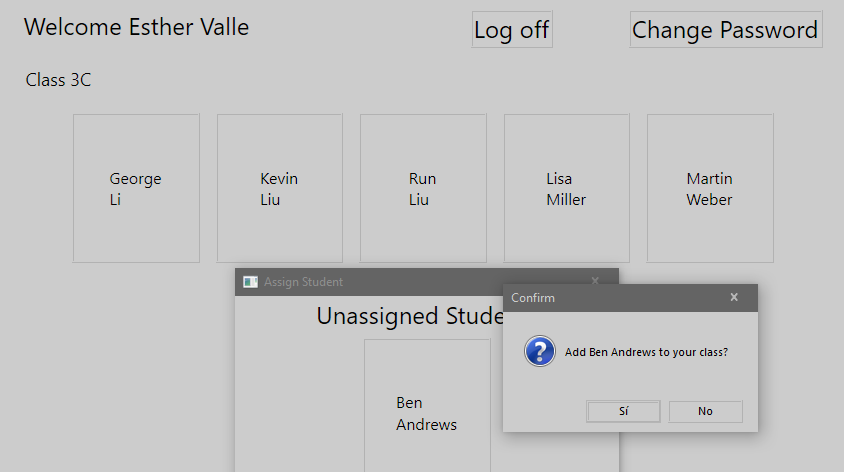 Welcome Esther Valle
Log off
Change Password
Class 3C
George
Li
Kevin
Liu
Run
Liu
Lisa
Miller
Martin
Weber
Assign Student
x
Unassigned Stude
Ben
Andrews
Confirm
x
Add Ben Andrews to your class?
Sí
No